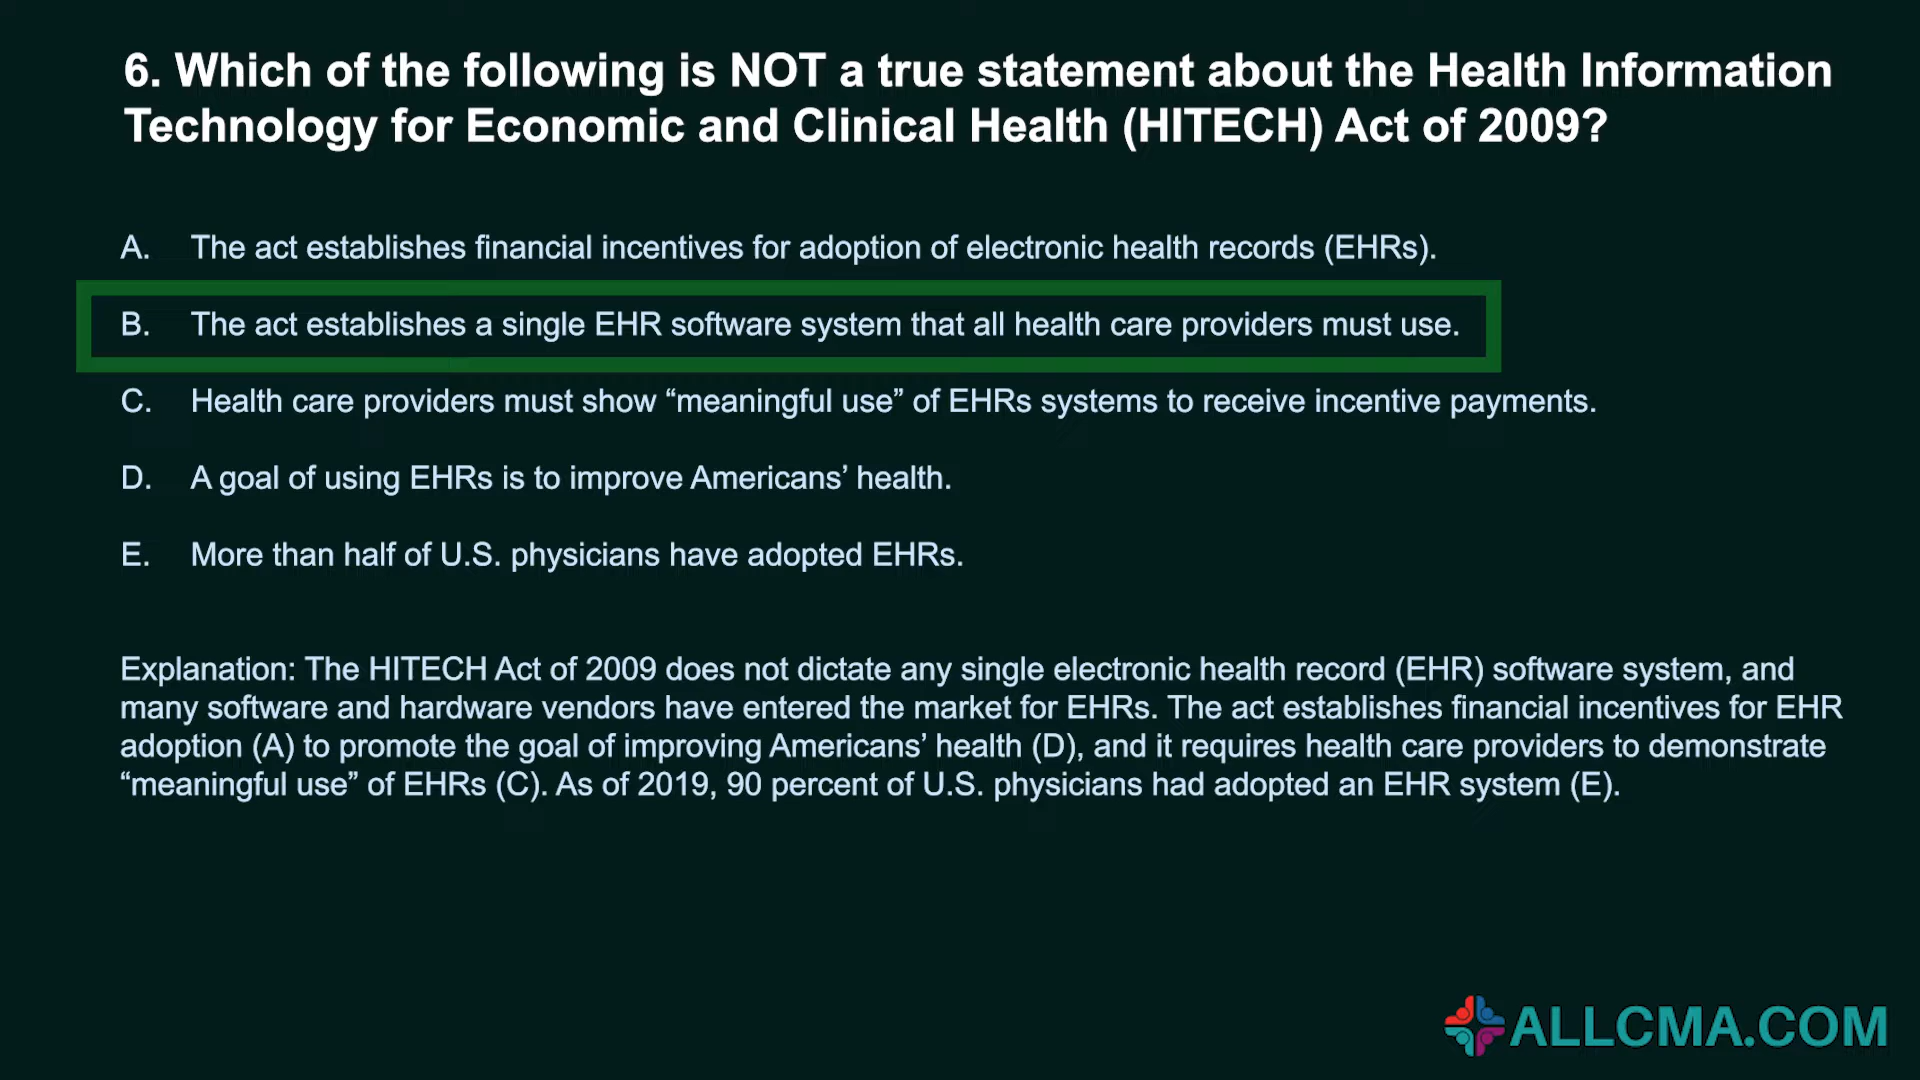 6. Which of the following is NOT a true statement about the Health Information
Technology for Economic and Clinical Health (HITECH) Act of 2009?
A. The act establishes financial incentives for adoption of electronic health records (EHRs).
B. The act establishes a single EHR software system that all health care providers must use.
C. Health care providers must show “meaningful use” of EHRs systems to receive incentive payments.
D. A goal of using EHRs is to improve Americans’ health.
E. More than half of U.S. physicians have adopted EHRs.
Explanation: The HITECH Act of 2009 does not dictate any single electronic health record (EHR) software system, and
many software and hardware vendors have entered the market for EHRs. The act establishes financial incentives for EHR
adoption (A) to promote the goal of improving Americans’ health (D), and it requires health care providers to demonstrate
“meaningful use” of EHRs (C). As of 2019, 90 percent of U.S. physicians had adopted an EHR system (E).
ALLCMA.COM